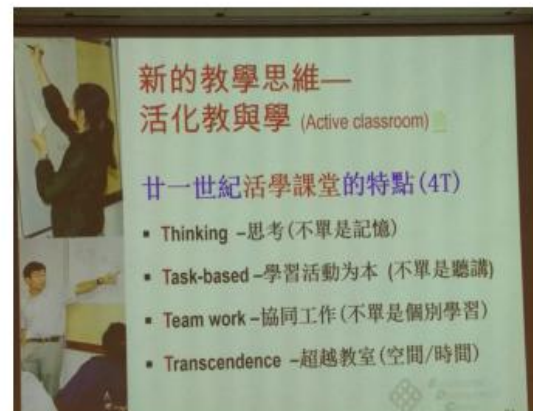 新的教學思維—
活化教與學 (Active classroom)
廿一世紀活學課堂的特點(4T)
▪ Thinking –思考(不單是記憶)
▪ Task-based –學習活動为本 (不單是聽講)
▪ Team work –協同工作(不單是個別學習)
▪ Transcendence –超越教室(空間/時間)